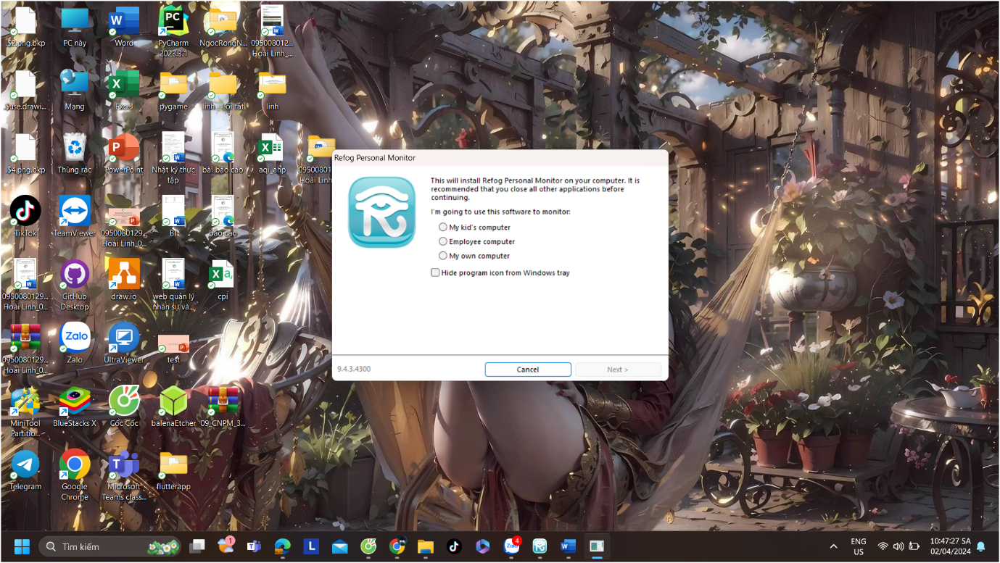 $2.png.bkp
PC này
Word
PyCharm
2023.3.1
NgocRongN...
095008012...
Hoài Linh_...
$use.drawi...
Mạng
Excel
pygame
linh - Lối tắt
linh
$4.png.bkp
Thùng rác
PowerPoint
Nhật ký thực
tập
bài báo cáo
aqi_ahp
09500801
Hoài Linh
TikTok
TeamViewer
0950080129...
Hoài Linh_0...
B1
báo cáo
0950080129...
Hoài Linh_0...
GitHub
Desktop
draw.io
web quản lý
nhân sự và...
cpi
0950080129...
Hoài Linh_0...
Zalo
Zalo
UltraViewer
test
MiniTool
Partitio...
BlueStacks X
Cốc Cốc
balenaEtcher
09_CNPM_3...
Telegram
Google
Chrome
Microsoft
Teams class...
flutterapp
Refog Personal Monitor
This will install Refog Personal Monitor on your computer. It is
recommended that you close all other applications before
continuing.
I'm going to use this software to monitor:
My kid's computer
Employee computer
My own computer
Hide program icon from Windows tray
9.4.3.4300
Cancel
Next >
Tìm kiếm
1
L
Zalo
4
ENG
US
10:47:27 SA
02/04/2024